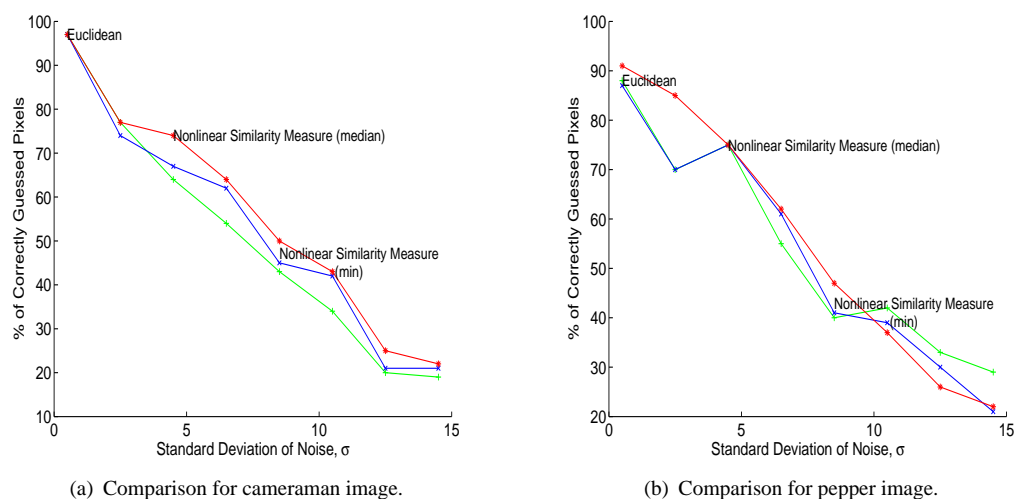 100
90
80
70
60
50
40
30
20
10
0
5
10
15
% of Correctly Guessed Pixels
Standard Deviation of Noise, σ
Euclidean
Nonlinear Similarity Measure (median)
Nonlinear Similarity Measure
(min)
(a) Comparison for cameraman image.
100
90
80
70
60
50
40
30
20
0
5
10
15
% of Correctly Guessed Pixels
Standard Deviation of Noise, σ
Euclidean
Nonlinear Similarity Measure (median)
Nonlinear Similarity Measure
(min)
(b) Comparison for pepper image.